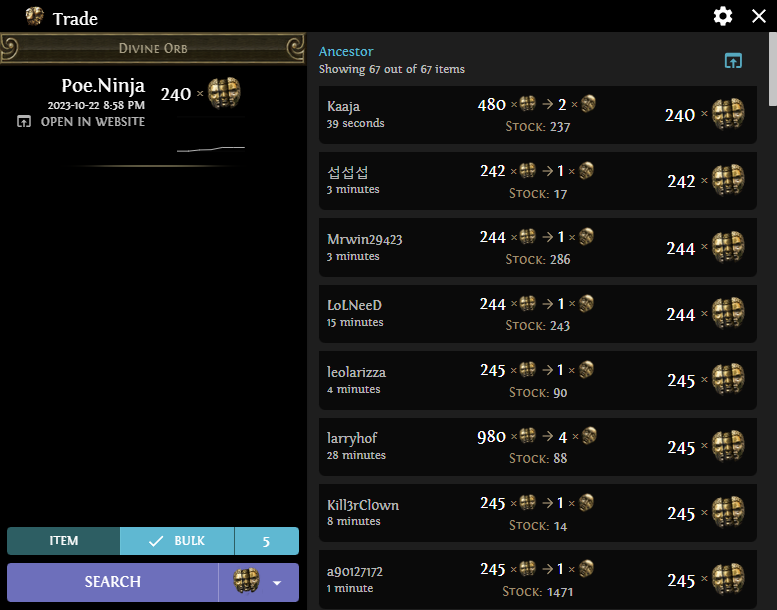 Trade
Divine Orb
Poe.Ninja
240 ×
2023-10-22 8:58 PM
OPEN IN WEBSITE
ITEM
BULK
5
SEARCH
Ancestor
Showing 67 out of 67 items
Kaaja
39 seconds
480 × → 2 ×
Stock: 237
240 ×
섭섭섭
3 minutes
242 × → 1 ×
Stock: 17
242 ×
Mrwin29423
3 minutes
244 × → 1 ×
Stock: 286
244 ×
LoLNeeD
15 minutes
244 × → 1 ×
Stock: 243
244 ×
leolarizza
4 minutes
245 × → 1 ×
Stock: 90
245 ×
larryhof
28 minutes
980 × → 4 ×
Stock: 88
245 ×
Kill3rClown
8 minutes
245 × → 1 ×
Stock: 14
245 ×
a90127172
1 minute
245 × → 1 ×
Stock: 1471
245 ×